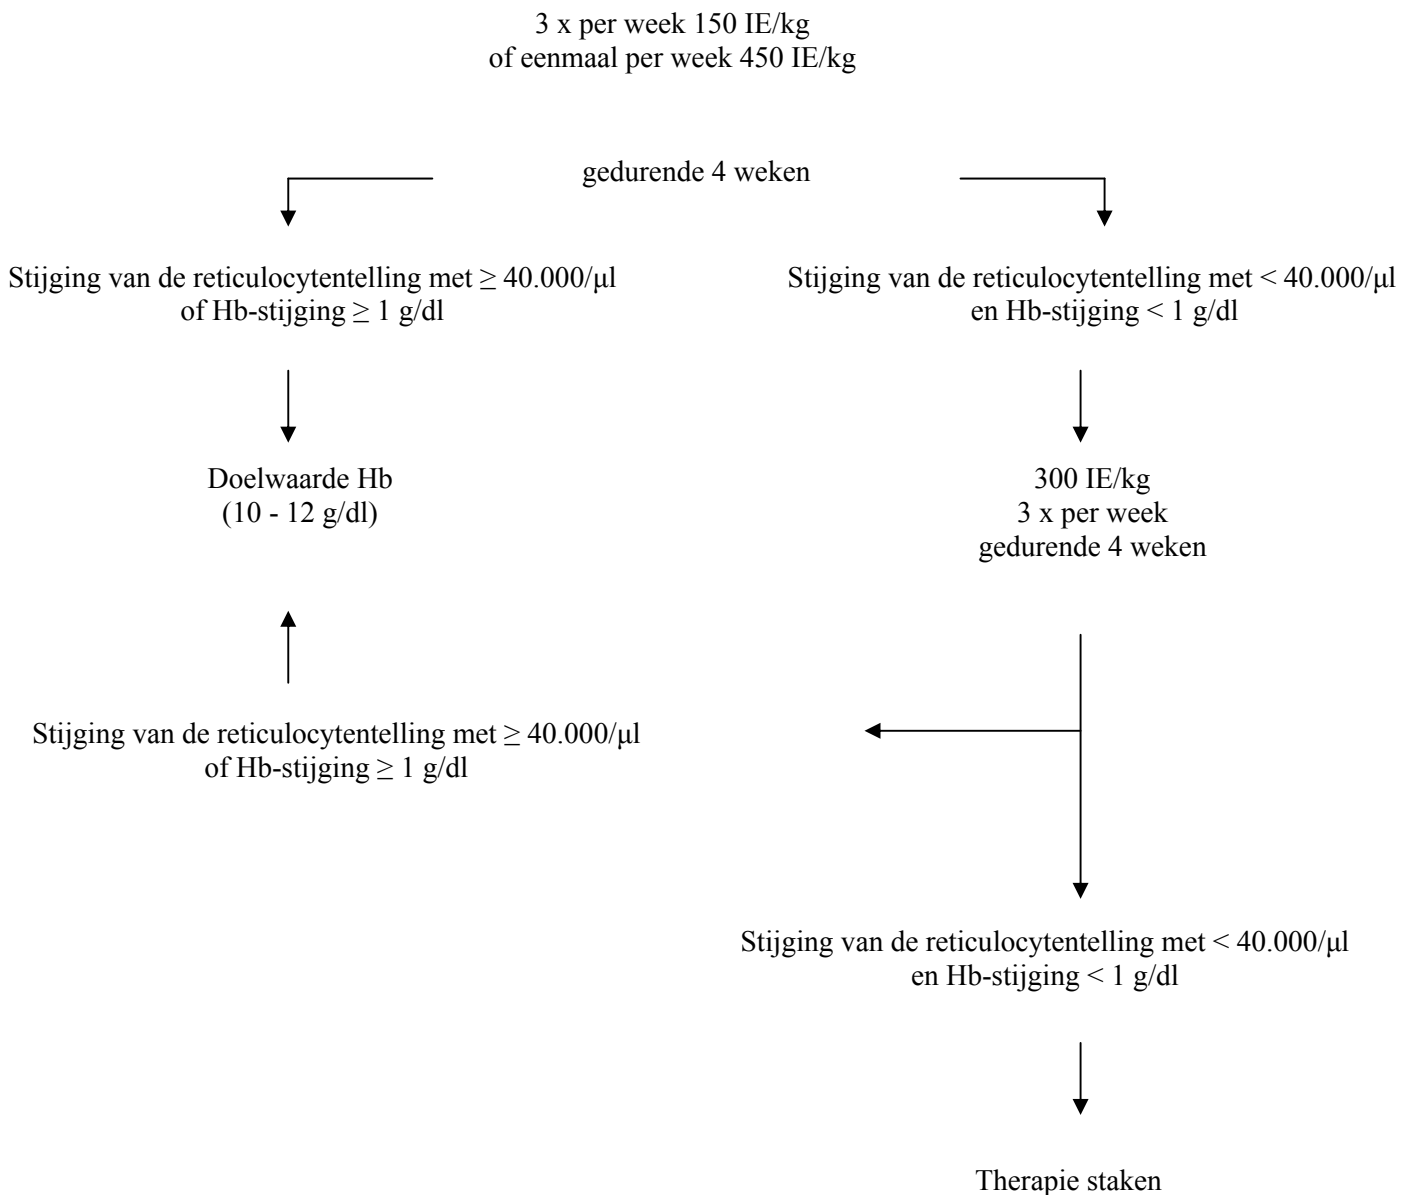 3 x per week 150 IE/kg
of eenmaal per week 450 IE/kg
gedurende 4 weken
Stijging van de reticulocytentelling met ≥ 40.000/μl
of Hb-stijging ≥ 1 g/dl
Stijging van de reticulocytentelling met < 40.000/μl
en Hb-stijging < 1 g/dl
Doelwaarde Hb
(10 - 12 g/dl)
300 IE/kg
3 x per week
gedurende 4 weken
Stijging van de reticulocytentelling met ≥ 40.000/μl
of Hb-stijging ≥ 1 g/dl
Stijging van de reticulocytentelling met < 40.000/μl
en Hb-stijging < 1 g/dl
Therapie staken